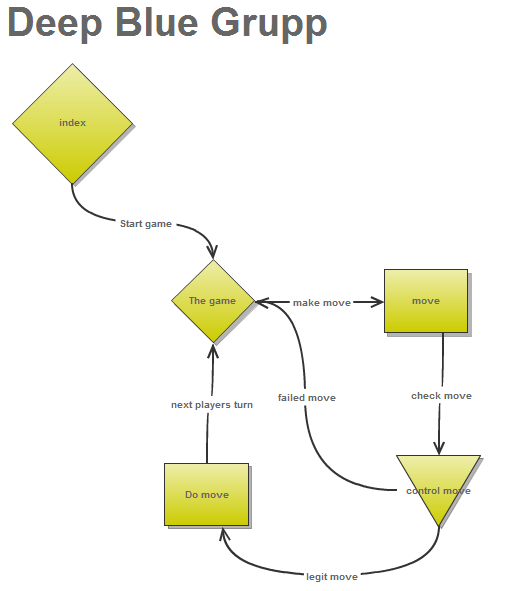 Deep Blue Grupp
index
Start game
The game
make move
move
failed move
check move
next players turn
Do move
control move
legit move